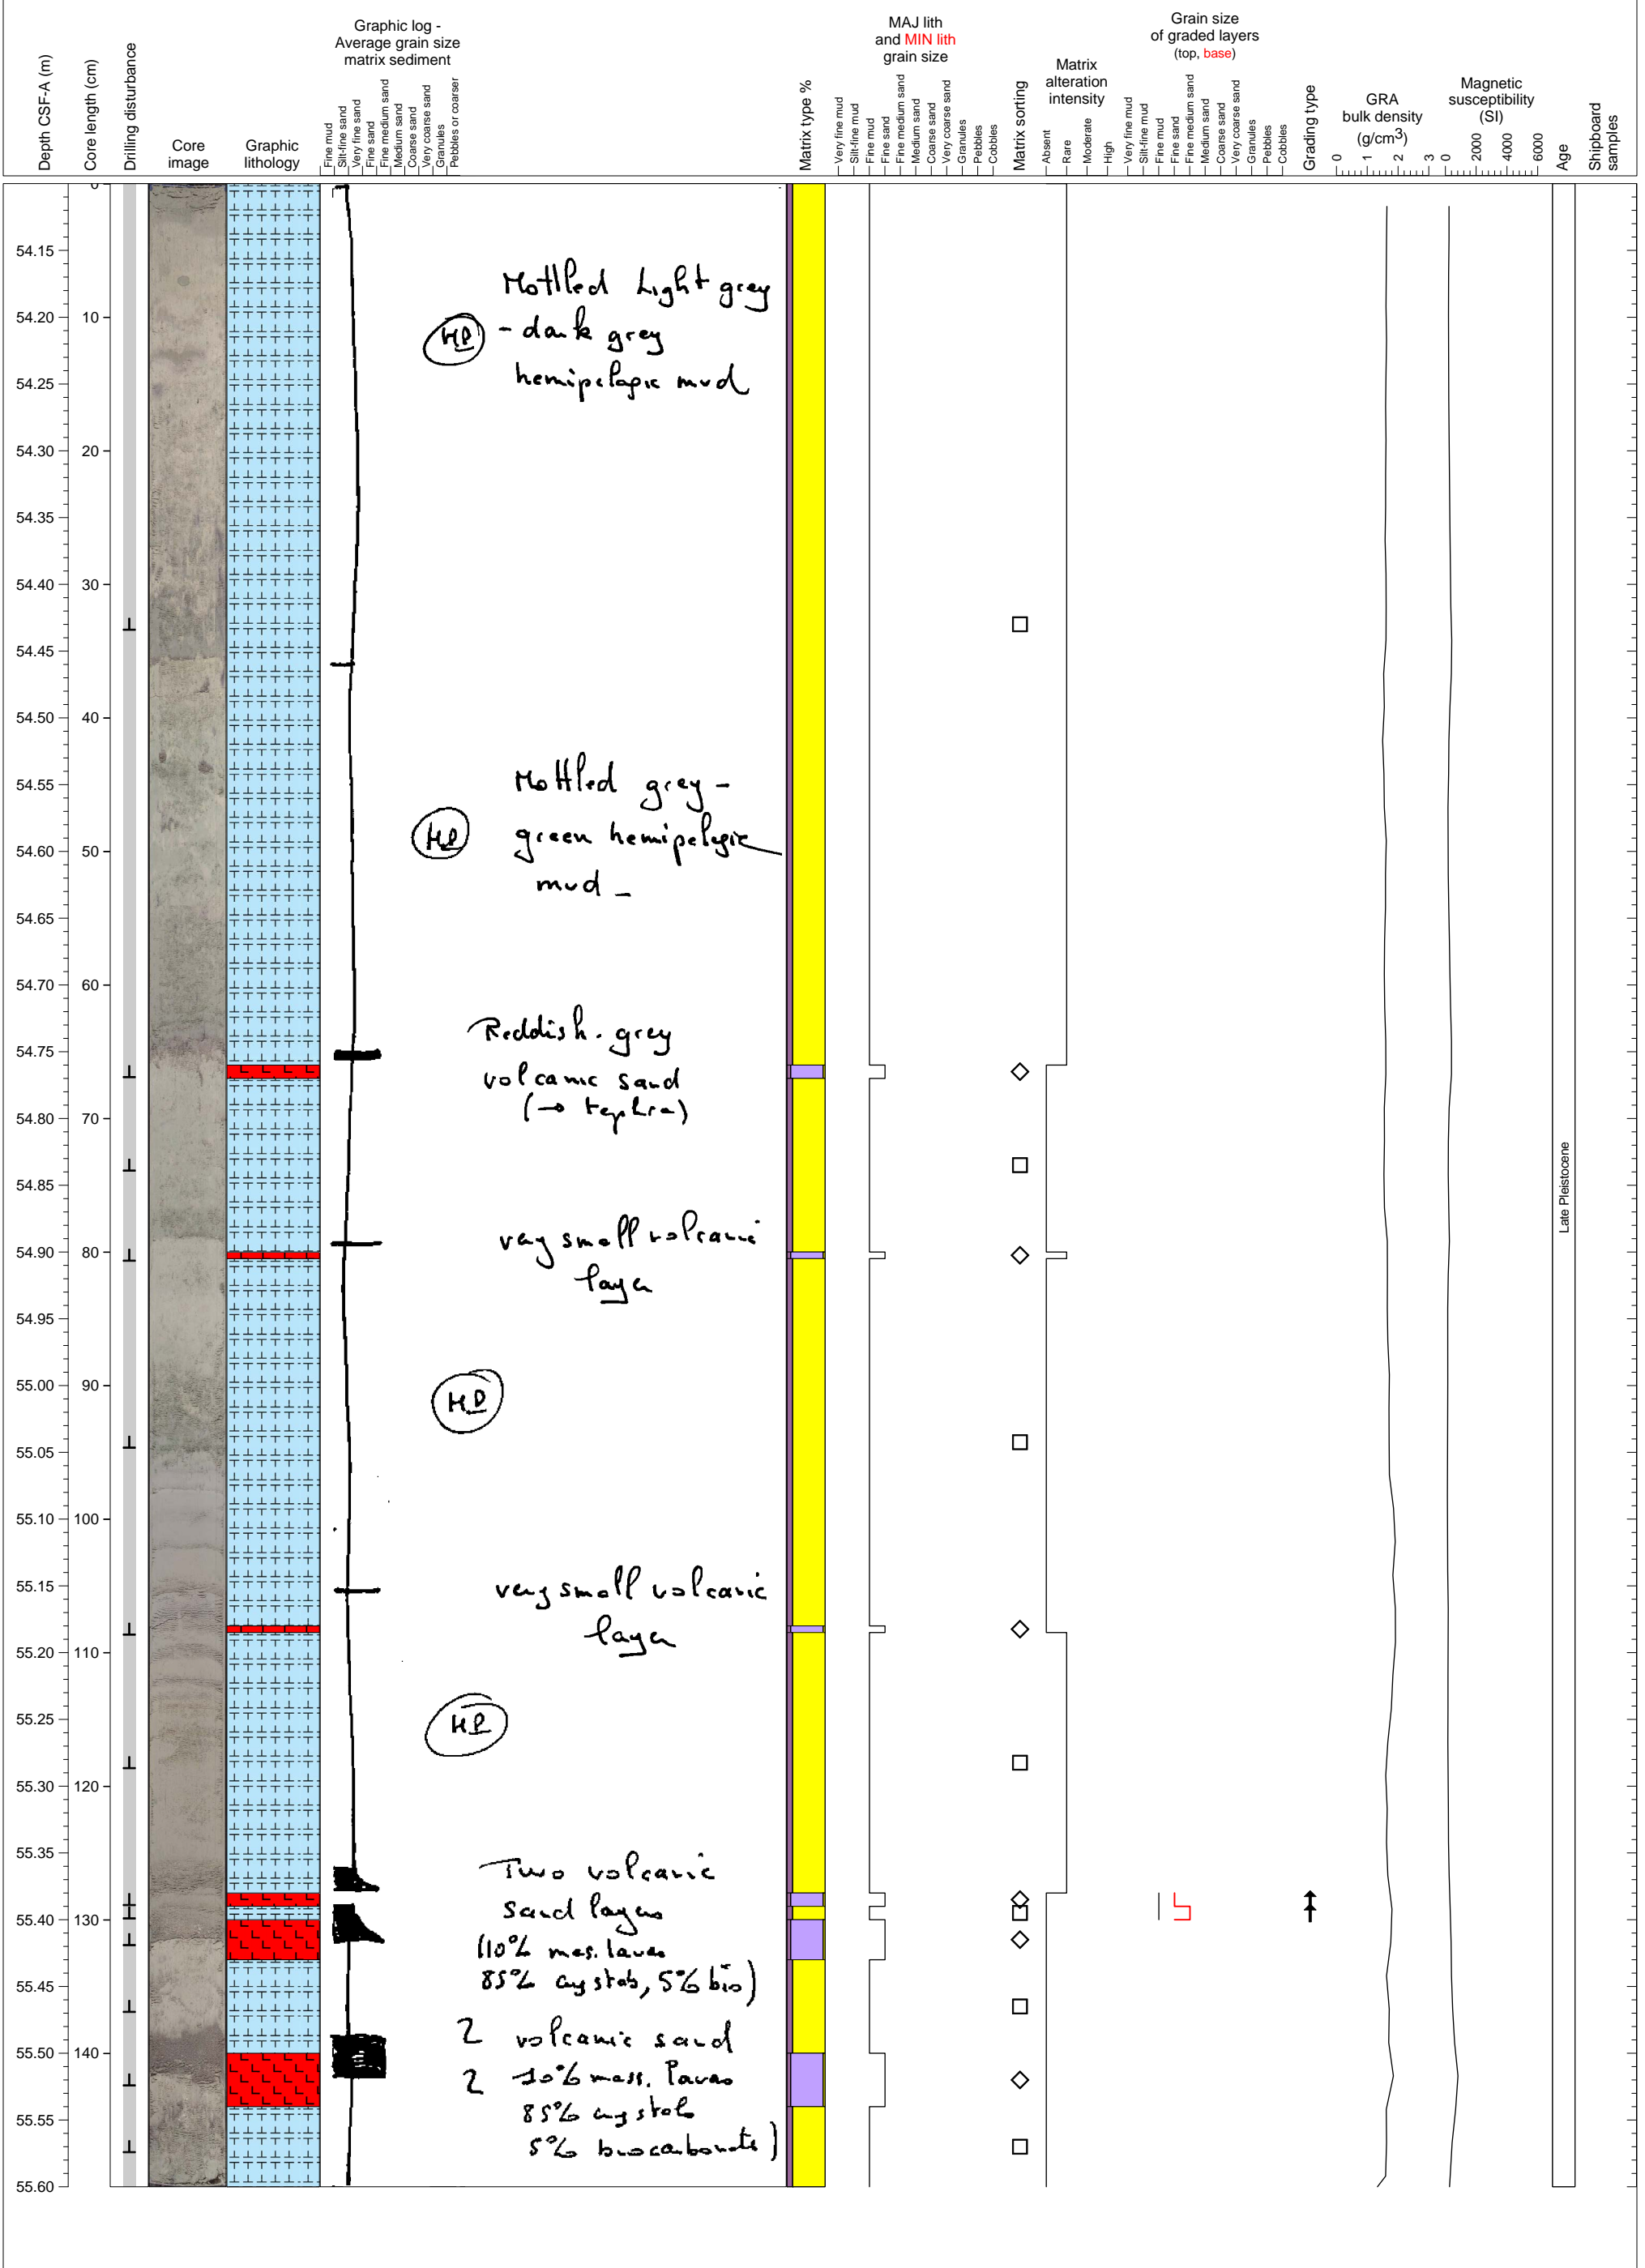 Depth CSF-A (m)
Core length (cm)
Drilling disturbance
Core
image
Graphic
lithology
Graphic log -
Average grain size
matrix sediment
Fine mud
Silt-fine sand
Very fine sand
Fine sand
Fine medium sand
Medium sand
Coarse sand
Very coarse sand
Granules
Pebbles or coarser
Matrix type %
MAJ lith
and MIN lith
grain size
Very fine mud
Silt-fine mud
Fine mud
Fine sand
Fine medium sand
Medium sand
Coarse sand
Very coarse sand
Granules
Pebbles
Cobbles
Matrix sorting
Matrix
alteration
intensity
Absent
Rare
Moderate
High
Grain size
of graded layers
(top, base)
Very fine mud
Silt-fine mud
Fine mud
Fine sand
Fine medium sand
Medium sand
Coarse sand
Very coarse sand
Granules
Pebbles
Cobbles
Grading type
GRA
bulk density
(g/cm3)
0 1 2 3
Magnetic
susceptibility
(SI)
0 2000 4000 6000
Age
Shipboard
samples
0
54.15
54.20 10
54.25
54.30 20
54.35
54.40 30
54.45
54.50 40
54.55
54.60 50
54.65
54.70 60
54.75
54.80 70
54.85
54.90 80
54.95
55.00 90
55.05
55.10 100
55.15
55.20 110
55.25
55.30 120
55.35
55.40 130
55.45
55.50 140
55.55
55.60
Mottled Light grey
HP - dark grey
hemipelagic mud
Mottled grey -
HP green hemipelagic
mud -
Reddish-grey
volcanic sand
(→ tephra)
very small volcanic
layer
HP
very small volcanic
layer
HP
Two volcanic
sand layers
(10% mas. lavas
85% crystals, 5% bio)
2 volcanic sand
2 10% mass. lavas
85% crystals
5% biocarbonate)
Late Pleistocene